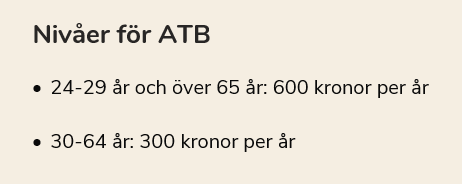 Nivåer för ATB
• 24-29 år och över 65 år: 600 kronor per år
• 30-64 år: 300 kronor per år